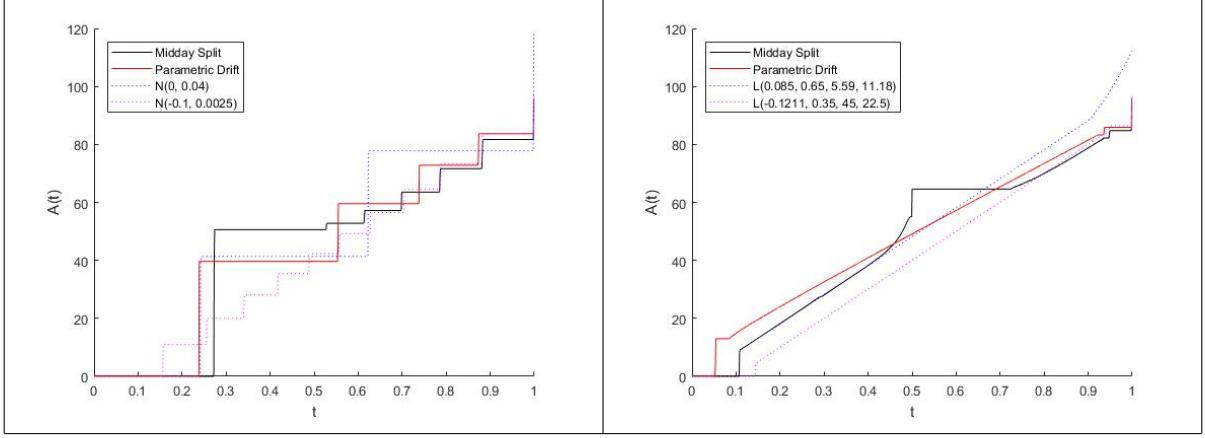 120
100
80
60
40
20
0
A(t)
Midday Split
Parametric Drift
N(0, 0.04)
N(-0.1, 0.0025)
0 0.1 0.2 0.3 0.4 0.5 0.6 0.7 0.8 0.9 1
t
120
100
80
60
40
20
0
A(t)
Midday Split
Parametric Drift
L(0.085, 0.65, 5.59, 11.18)
L(-0.1211, 0.35, 45, 22.5)
0 0.1 0.2 0.3 0.4 0.5 0.6 0.7 0.8 0.9 1
t